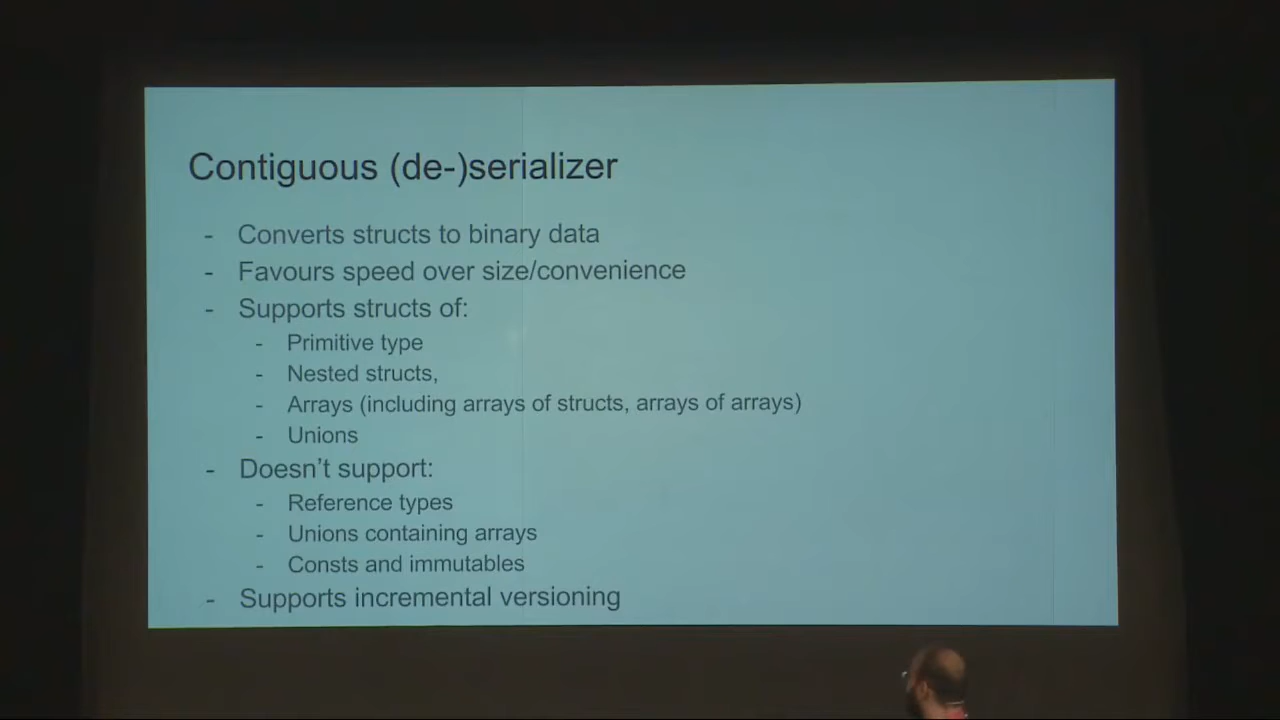 Contiguous (de-)serializer
- Converts structs to binary data
- Favours speed over size/convenience
- Supports structs of:
- Primitive type
- Nested structs,
- Arrays (including arrays of structs, arrays of arrays)
- Unions
- Doesn't support:
- Reference types
- Unions containing arrays
- Consts and immutables
- Supports incremental versioning